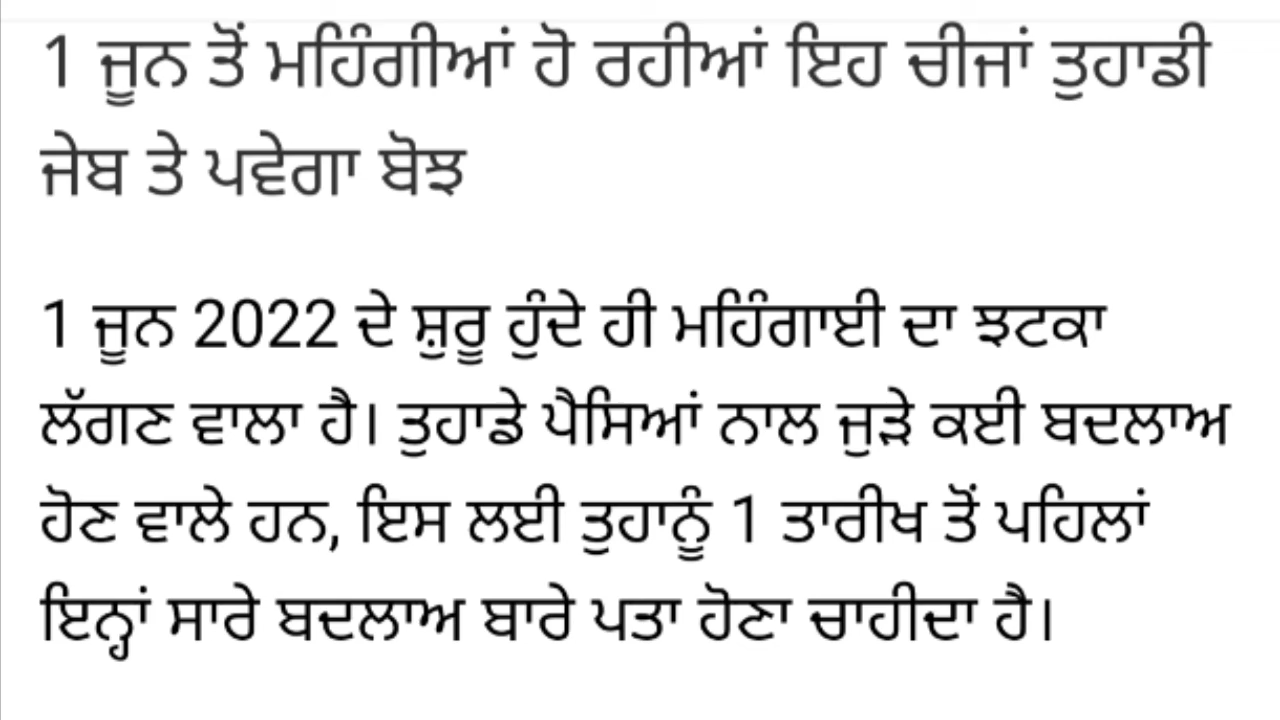 1 ਜੂਨ ਤੋਂ ਮਹਿੰਗੀਆਂ ਹੋ ਰਹੀਆਂ ਇਹ ਚੀਜਾਂ ਤੁਹਾਡੀ
ਜੇਬ ਤੇ ਪਵੇਗਾ ਬੋਝ
1 ਜੂਨ 2022 ਦੇ ਸ਼ੁਰੂ ਹੁੰਦੇ ਹੀ ਮਹਿੰਗਾਈ ਦਾ ਝਟਕਾ
ਲੱਗਣ ਵਾਲਾ ਹੈ। ਤੁਹਾਡੇ ਪੈਸਿਆਂ ਨਾਲ ਜੁੜੇ ਕਈ ਬਦਲਾਅ
ਹੋਣ ਵਾਲੇ ਹਨ, ਇਸ ਲਈ ਤੁਹਾਨੂੰ 1 ਤਾਰੀਖ ਤੋਂ ਪਹਿਲਾਂ
ਇਨ੍ਹਾਂ ਸਾਰੇ ਬਦਲਾਅ ਬਾਰੇ ਪਤਾ ਹੋਣਾ ਚਾਹੀਦਾ ਹੈ।